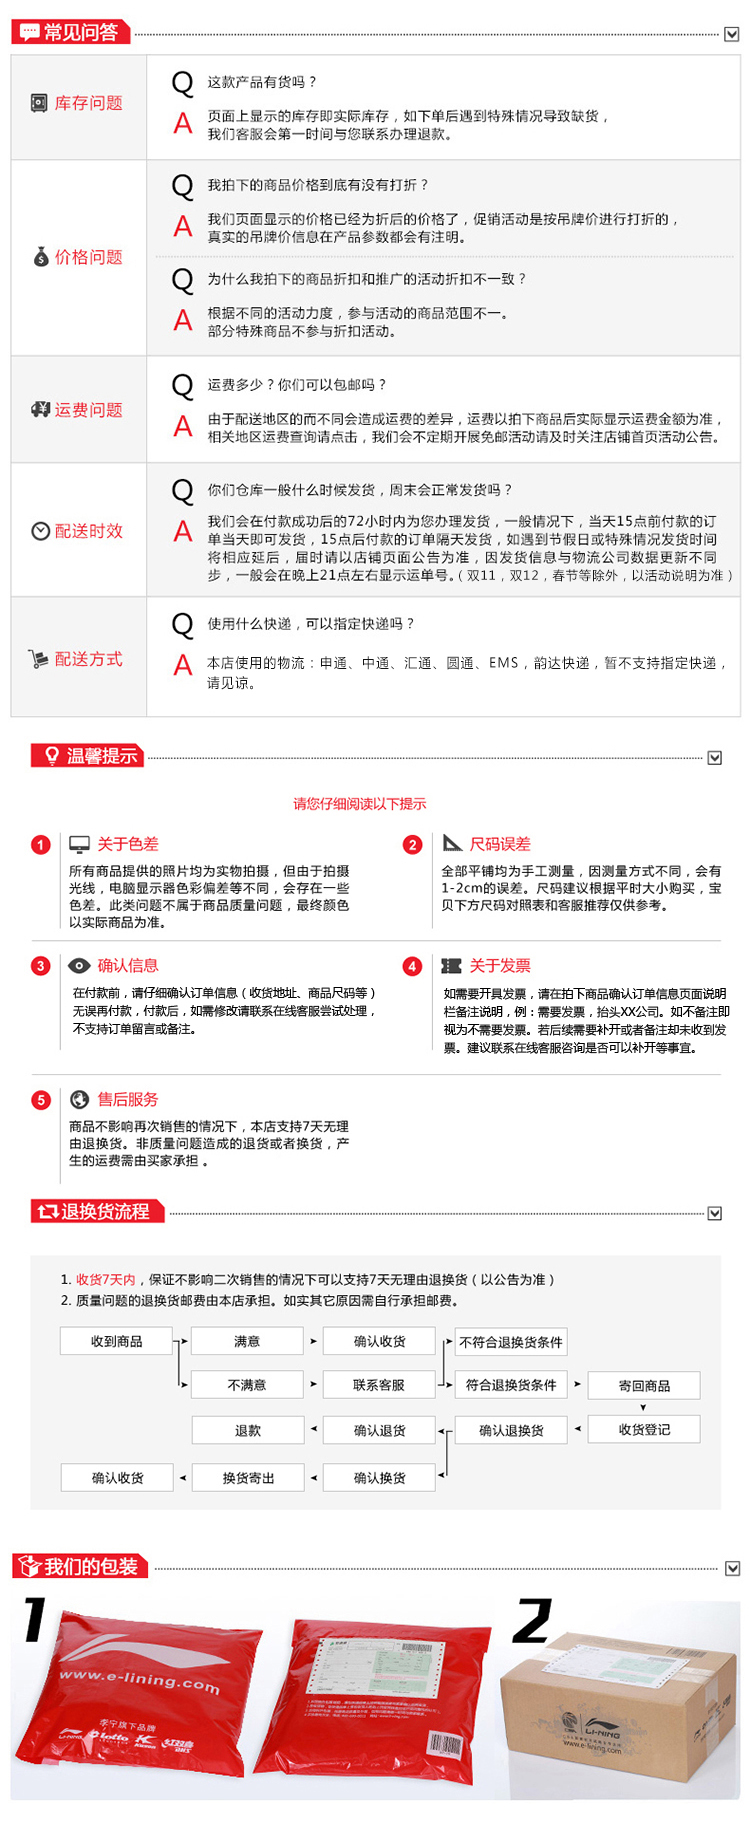 常见问答
库存问题
Q 这款产品有货吗？
A 页面上显示的库存即实际库存，如下单后遇到特殊情况导致缺货，
我们客服会第一时间与您联系办理退款。
价格问题
Q 我拍下的商品价格到底有没有打折？
A 我们页面显示的价格已经为折后的价格了，促销活动是按吊牌价进行打折的，
真实的吊牌价信息在产品参数都会有注明。
Q 为什么我拍下的商品折扣和推广的活动折扣不一致？
A 根据不同的活动力度，参与活动的商品范围不一。
部分特殊商品不参与折扣活动。
运费问题
Q 运费多少？你们可以包邮吗？
A 由于配送地区的而不同会造成运费的差异，运费以拍下商品后实际显示运费金额为准，
相关地区运费查询请点击，我们会不定期开展免邮活动请及时关注店铺首页活动公告。
配送时效
Q 你们仓库一般什么时候发货，周末会正常发货吗？
A 我们会在付款成功后的72小时内为您办理发货，一般情况下，当天15点前付款的订
单当天即可发货，15点后付款的订单隔天发货，如遇到节假日或特殊情况发货时间
将相应延后，届时请以店铺页面公告为准，因发货信息与物流公司数据更新不同
步，一般会在晚上21点左右显示运单号。（双11，双12，春节等除外，以活动说明为准）
配送方式
Q 使用什么快递，可以指定快递吗？
A 本店使用的物流：申通、中通、汇通、圆通、EMS，韵达快递，暂不支持指定快递，
请见谅。
温馨提示
请您仔细阅读以下提示
1 关于色差
所有商品提供的照片均为实物拍摄，但由于拍摄
光线，电脑显示器色彩偏差等不同，会存在一些
色差。此类问题不属于商品质量问题，最终颜色
以实际商品为准。
2 尺码误差
全部平铺均为手工测量，因测量方式不同，会有
1-2cm的误差。尺码建议根据平时大小购买，宝
贝下方尺码对照表和客服推荐仅供参考。
3 确认信息
在付款前，请仔细确认订单信息（收货地址、商品尺码等）
无误再付款，付款后，如需修改请联系在线客服尝试处理，
不支持订单留言或备注。
4 关于发票
如需要开具发票，请在拍下商品确认订单信息页面说明
栏备注说明，例：需要发票，抬头XX公司。如不备注即
视为不需要发票。若后续需要补开或者备注却未收到发
票。建议联系在线客服咨询是否可以补开等事宜。
5 售后服务
商品不影响再次销售的情况下，本店支持7天无理
由退换货。非质量问题造成的退货或者换货，产
生的运费需由买家承担 。
退换货流程
1. 收货7天内，保证不影响二次销售的情况下可以支持7天无理由退换货（以公告为准）
2. 质量问题的退换货邮费由本店承担。如实其它原因需自行承担邮费。
收到商品 满意 确认收货 不符合退换货条件
不满意 联系客服 符合退换货条件 寄回商品
退款 确认退货 确认退换货 收货登记
确认收货 换货寄出 确认换货
我们的包装
1
www.e-lining.com
李宁旗下品牌
LI-NING lotto K Kason 红双喜 DHS
2
LI-NING
www.e-lining.com